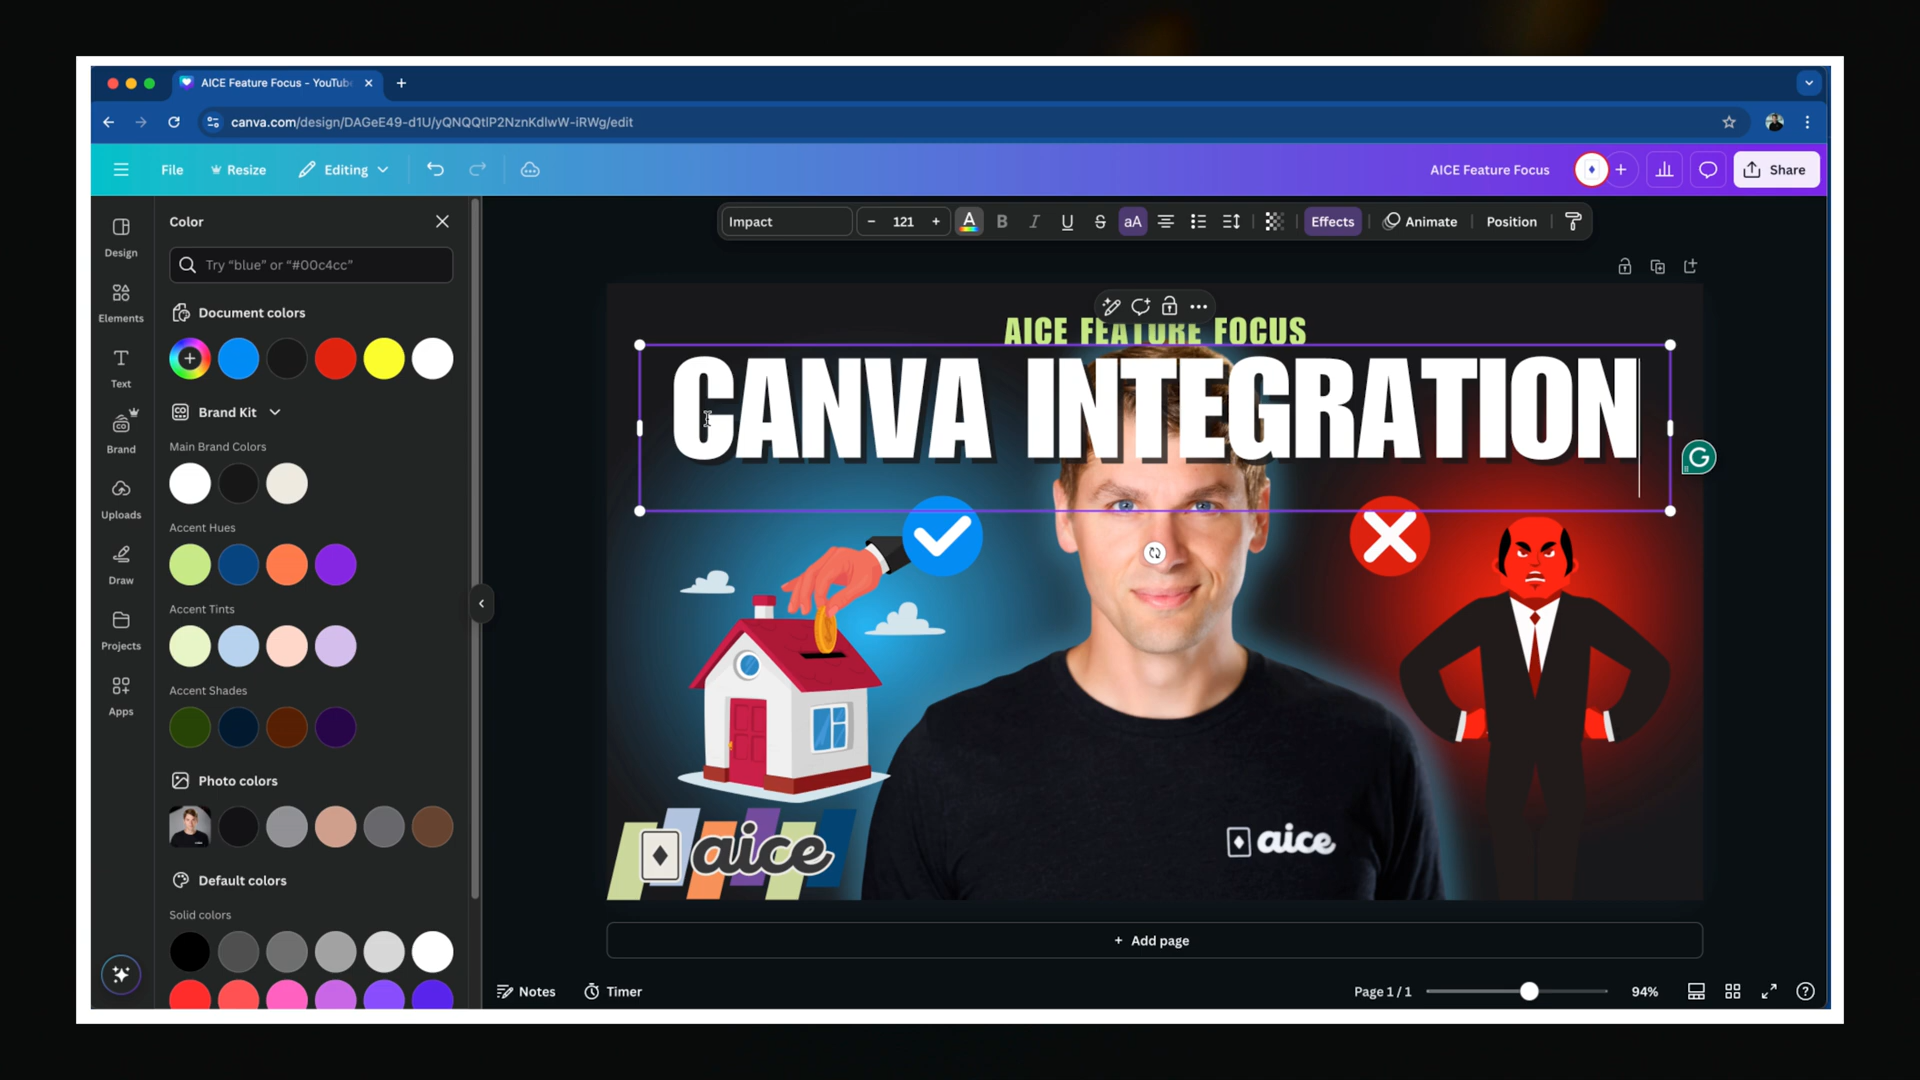 AICE Feature Focus - YouTub
canva.com/design/DAGeE49-d1U/yQNQQtlP2NznKdlwW-iRWg/edit
File
Resize
Editing
AICE Feature Focus
Share
Design
Elements
Text
Brand
Uploads
Draw
Projects
Apps
Color
Try “blue” or “#00c4cc”
Document colors
Brand Kit
Main Brand Colors
Accent Hues
Accent Tints
Accent Shades
Photo colors
Default colors
Solid colors
Impact
− 121 +
A B I U S aA
Effects
Animate
Position
AICE FEATURE FOCUS
CANVA INTEGRATION
aice
aice
+ Add page
Notes
Timer
Page 1 / 1
94%